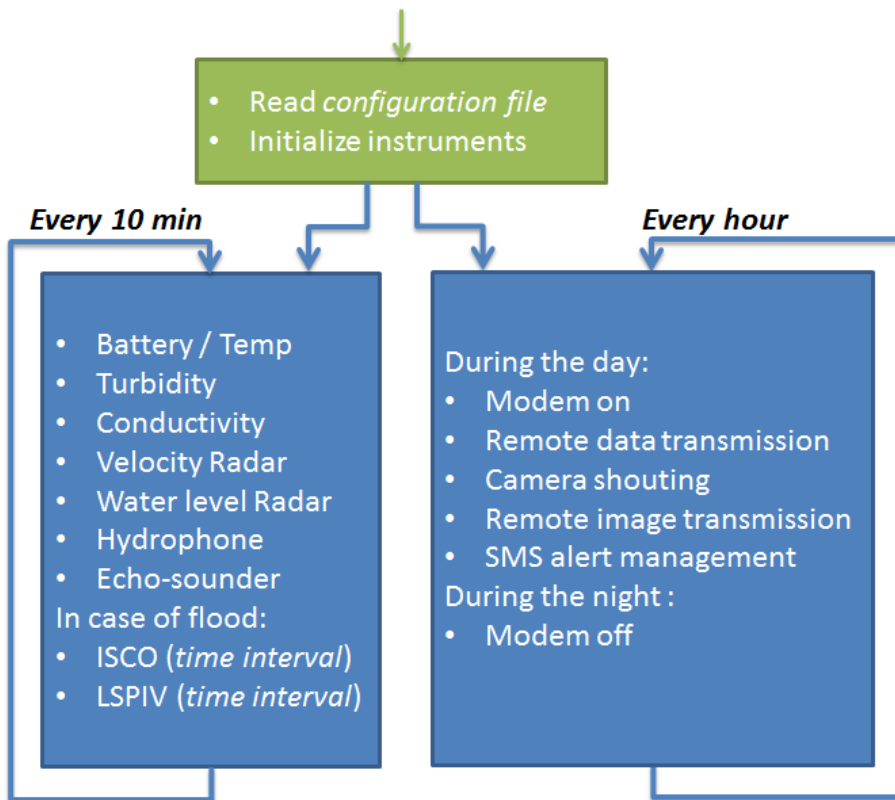 • Read configuration file
• Initialize instruments
Every 10 min
• Battery / Temp
• Turbidity
• Conductivity
• Velocity Radar
• Water level Radar
• Hydrophone
• Echo-sounder
In case of flood:
• ISCO (time interval)
• LSPIV (time interval)
Every hour
During the day:
• Modem on
• Remote data transmission
• Camera shouting
• Remote image transmission
• SMS alert management
During the night :
• Modem off